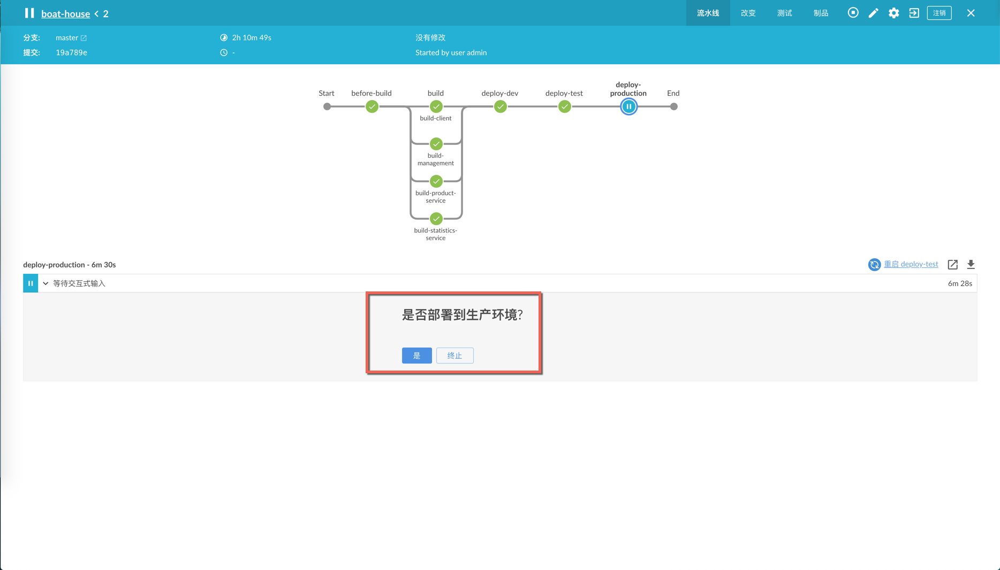 boat-house < 2
流水线
改变
测试
制品
注销
分支: master
2h 10m 49s
没有修改
提交: 19a789e
-
Started by user admin
Start
before-build
build
deploy-dev
deploy-test
deploy-
production
End
build-client
build-
management
build-product-
service
build-statistics-
service
deploy-production - 6m 30s
重启 deploy-test
等待交互式输入
6m 28s
是否部署到生产环境?
是
终止